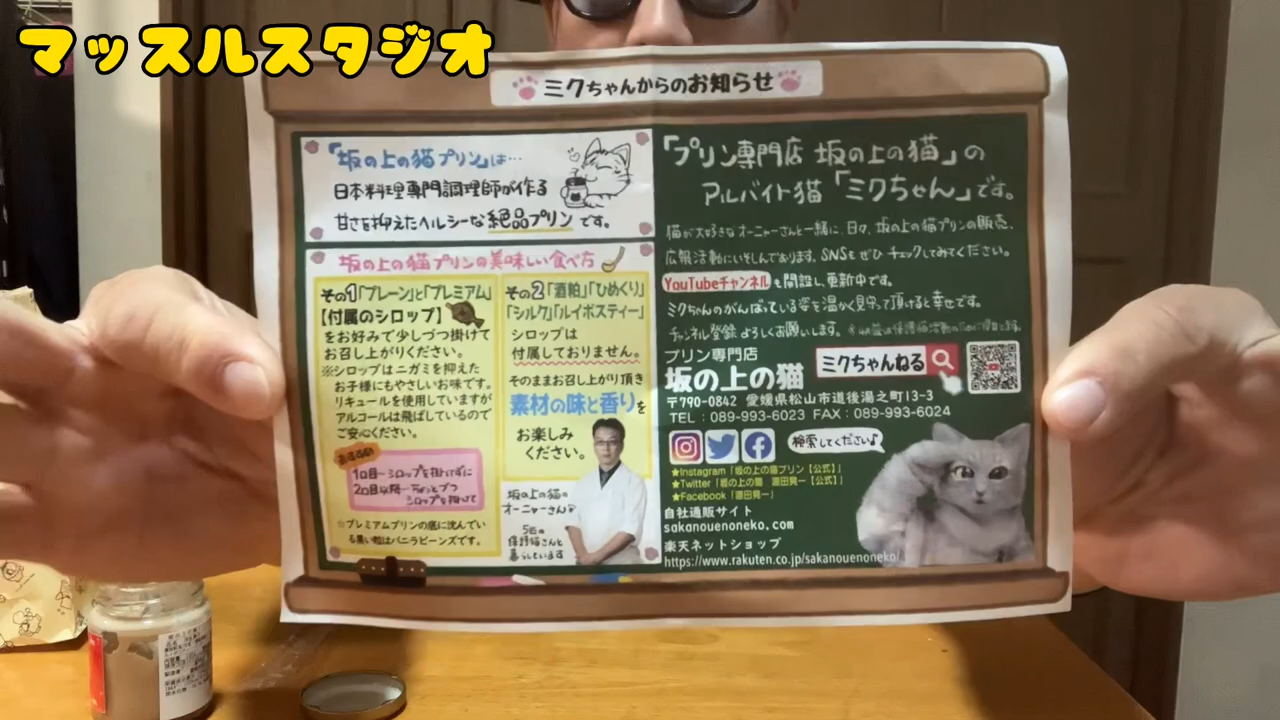 マッスルスタジオ
ミクちゃんからのお知らせ
「坂の上の猫プリン」は…
日本料理専門調理師が作る
甘さを抑えたヘルシーな絶品プリンです。
坂の上の猫プリンの美味しい食べ方
その1「プレーン」と「プレミアム」
【付属のシロップ】
をお好みで少しづつ掛けて
お召し上がりください。
※シロップはニガミを抑えた
お子様にもやさしいお味です。
リキュールを使用していますが
アルコールは飛ばしているので
ご安心ください。
おすすめ
1口目…シロップを掛けずに
2口目以降…ちょっとづつ
シロップを掛けて
☆プレミアムプリンの底に沈んでい
る黒い粒はバニラビーンズです。
その2「酒粕」「ひめくり」
「シルク」「ルイボスティー」
シロップは
付属しておりません。
そのままお召し上がり頂き
素材の味と香りを
お楽しみ
ください。
坂の上の猫の
オーニャーさん
5匹の
保護猫さんと
暮らしています
「プリン専門店 坂の上の猫」の
アルバイト猫「ミクちゃん」です。
猫が大好きなオーニャーさんと一緒に、日々、坂の上の猫プリンの販売、
広報活動にいそしんでおります。SNSもぜひチェックしてみてください。
YouTubeチャンネルも開設し、更新中です。
ミクちゃんのがんばっている姿を温かく見守って頂けると幸せです。
チャンネル登録よろしくお願いします。
プリン専門店
坂の上の猫
ミクちゃんねる
〒790-0842 愛媛県松山市道後湯之町13-3
TEL:089-993-6023 FAX:089-993-6024
検索してください♪
★Instagram「坂の上の猫プリン【公式】」
★Twitter「坂の上の猫 源田晃一【公式】」
★Facebook「源田晃一」
自社通販サイト
sakanouenoneko.com
楽天ネットショップ
https://www.rakuten.co.jp/sakanouenoneko/